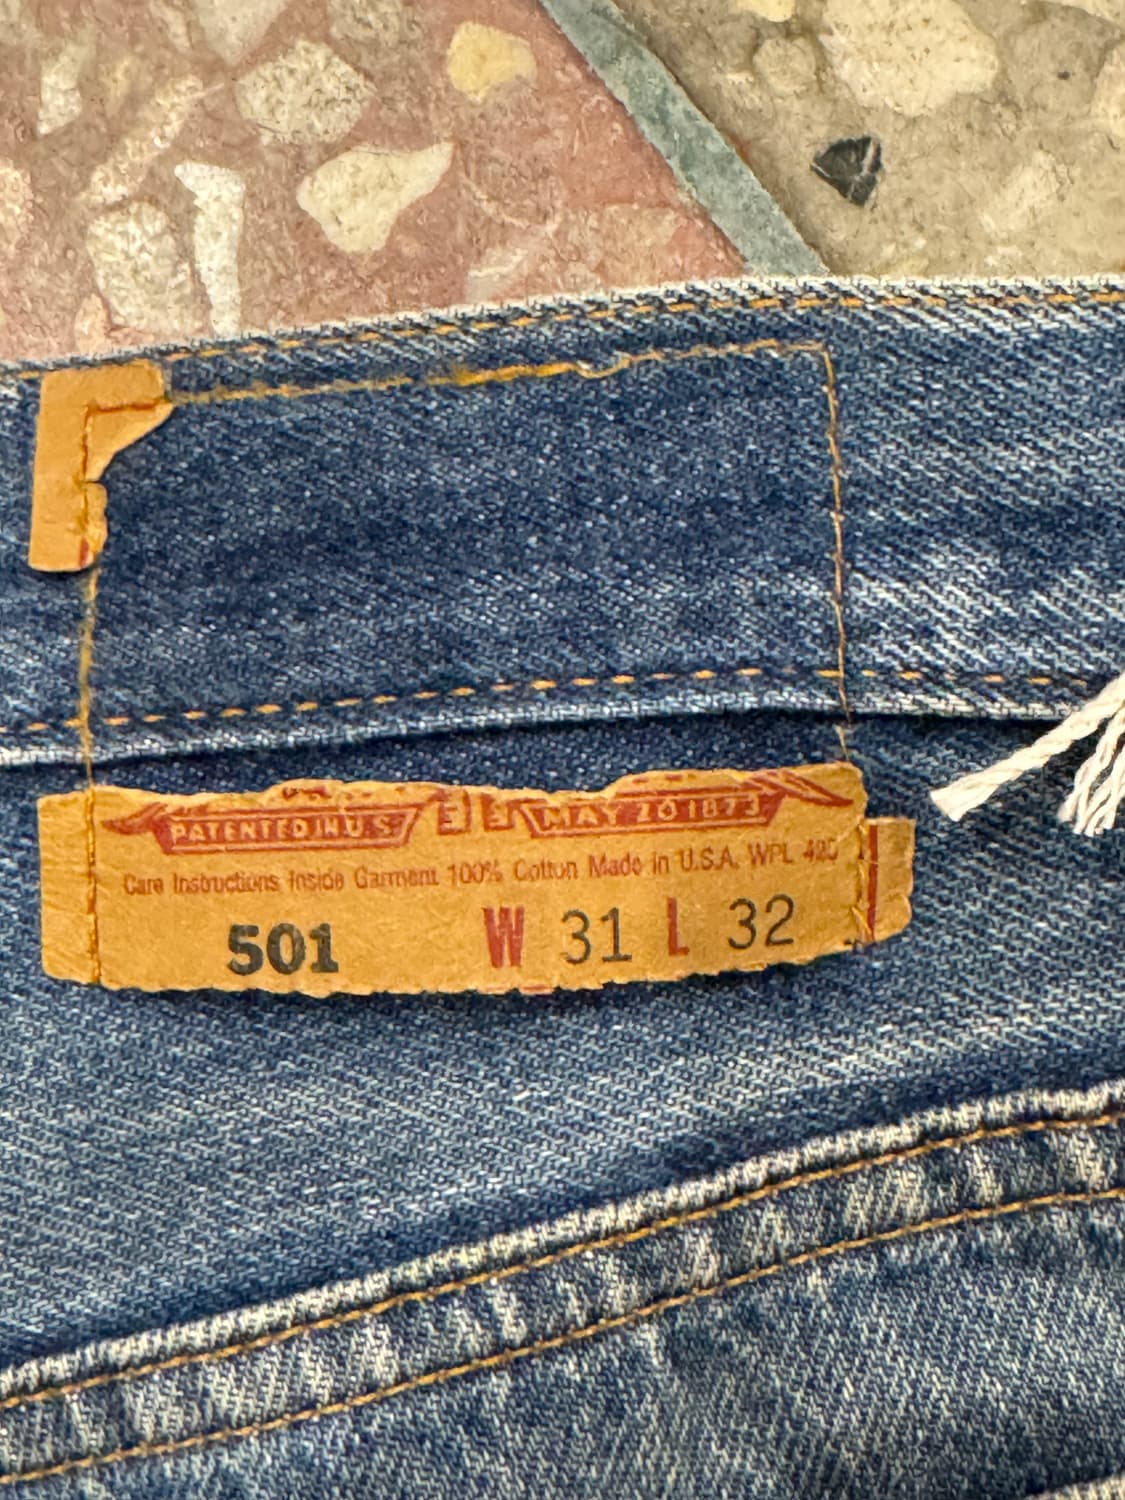 PATENTED IN U.S. MAY 20 1873
Care Instructions Inside Garment 100% Cotton Made in U.S.A. WPL 423
501 W 31 L 32